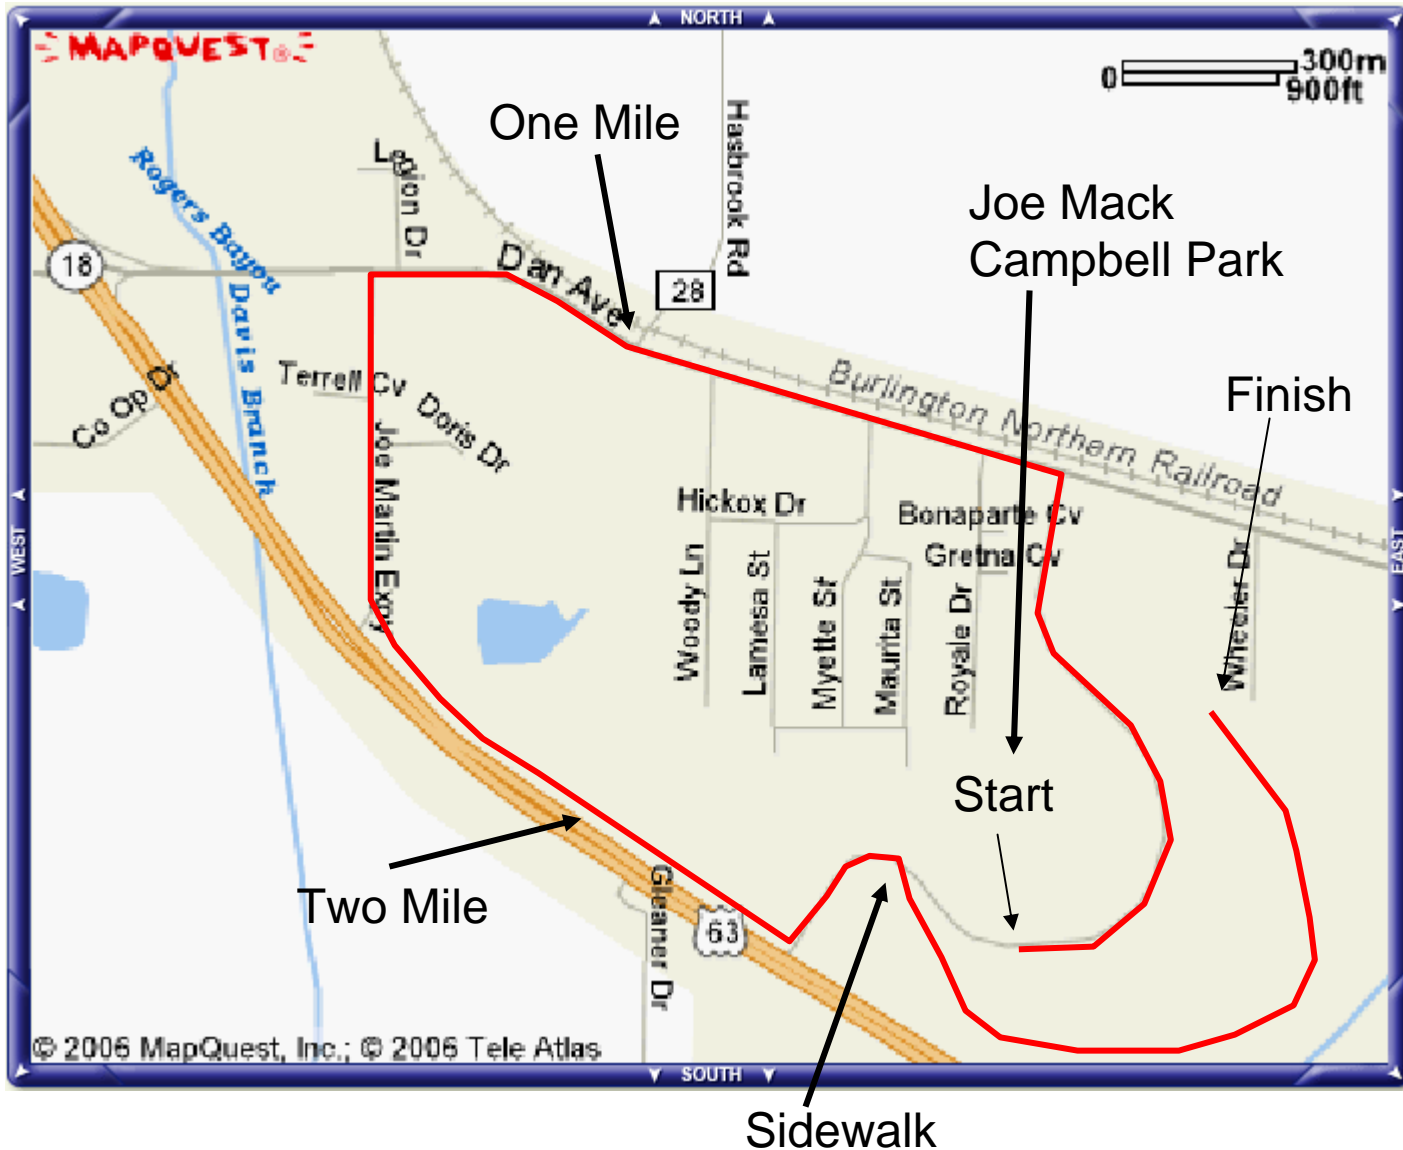 NORTH
MAPQUEST®
0 300m
900ft
One Mile
Hasbrook Rd
Legion Dr
Rogers Bayou
Davis Branch
Joe Mack
Campbell Park
18
Dan Ave
28
Finish
Terrell Cv
Doris Dr
Co Op Dr
Burlington Northern Railroad
Joe Martin Expy
Hickox Dr
Bonaparte Cv
Gretna Cv
WEST
EAST
Woody Ln
Lamesa St
Myette St
Maurita St
Royale Dr
Wheeler Dr
Start
Two Mile
Gleaner Dr
63
© 2006 MapQuest, Inc.; © 2006 Tele Atlas
SOUTH
Sidewalk